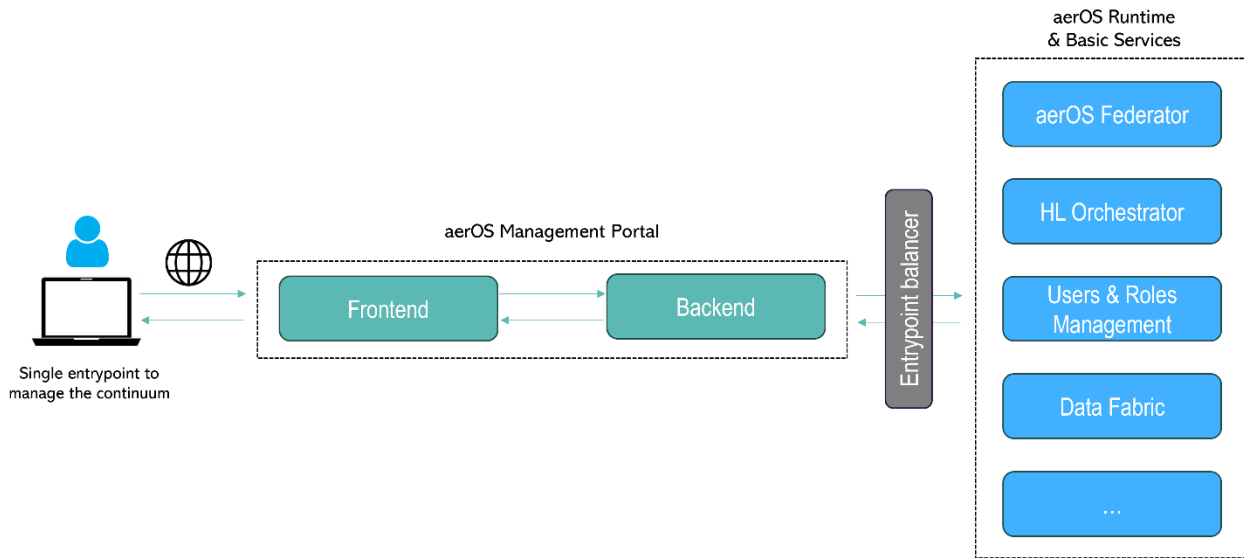 aerOS Runtime
& Basic Services
aerOS Federator
HL Orchestrator
aerOS Management Portal
Entrypoint balancer
Frontend
Backend
Users & Roles
Management
Single entrypoint to
manage the continuum
Data Fabric
...